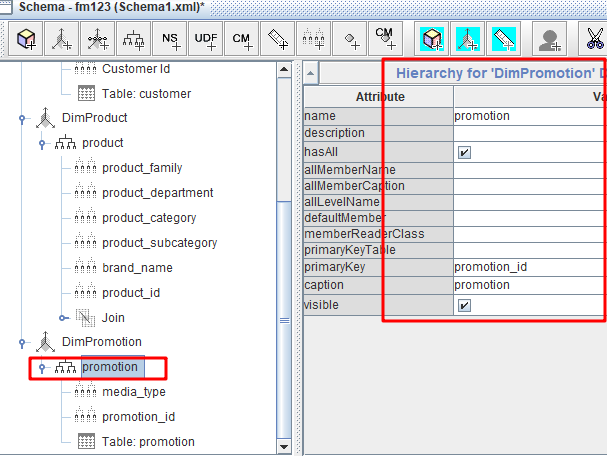 Schema - fm123 (Schema1.xml)*
NS+ UDF+ CM+ CM
Customer Id
Table: customer
DimProduct
product
product_family
product_department
product_category
product_subcategory
brand_name
product_id
Join
DimPromotion
promotion
media_type
promotion_id
Table: promotion
Hierarchy for 'DimPromotion' D
Attribute Va
name promotion
description
hasAll
allMemberName
allMemberCaption
allLevelName
defaultMember
memberReaderClass
primaryKeyTable
primaryKey promotion_id
caption promotion
visible